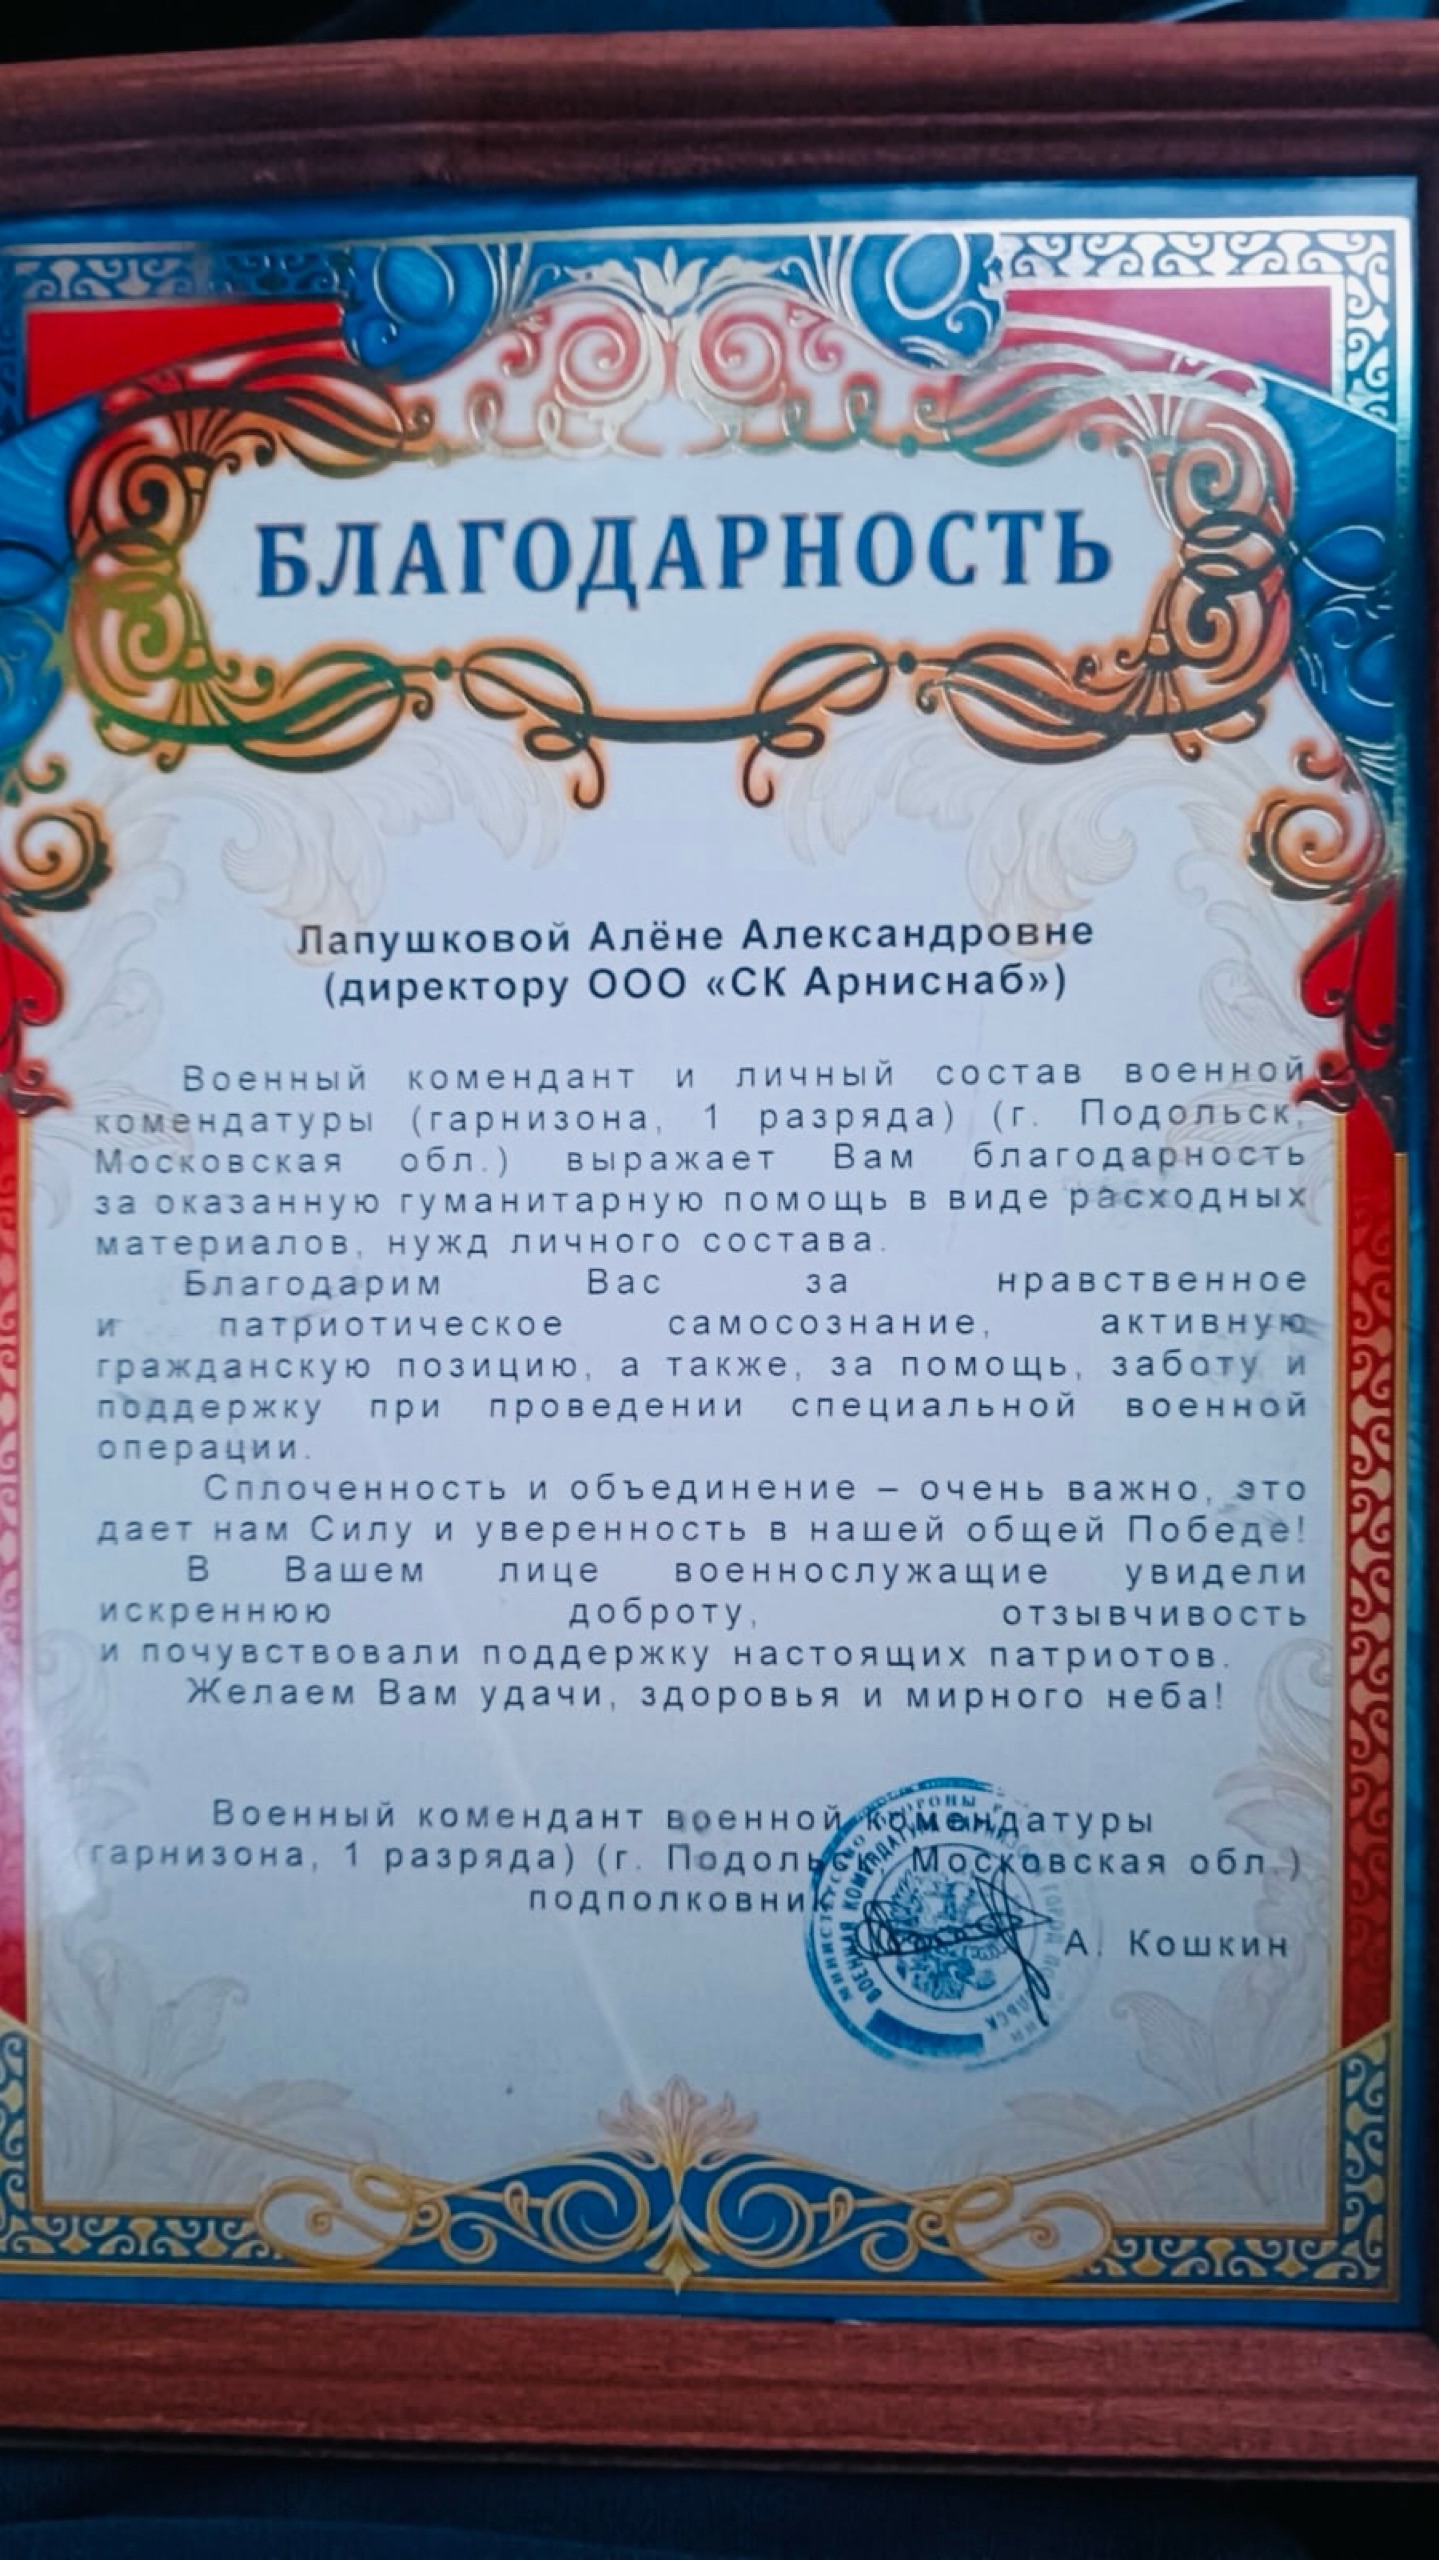 БЛАГОДАРНОСТЬ
Лапушковой Алёне Александровне
(директору ООО «СК Арниснаб»)
Военный комендант и личный состав военной
комендатуры (гарнизона, 1 разряда) (г. Подольск,
Московская обл.) выражает Вам благодарность
за оказанную гуманитарную помощь в виде расходных
материалов, нужд личного состава.
Благодарим Вас за нравственное
и патриотическое самосознание, активную
гражданскую позицию, а также, за помощь, заботу и
поддержку при проведении специальной военной
операции.
Сплоченность и объединение – очень важно, это
дает нам Силу и уверенность в нашей общей Победе!
В Вашем лице военнослужащие увидели
искреннюю доброту, отзывчивость
и почувствовали поддержку настоящих патриотов.
Желаем Вам удачи, здоровья и мирного неба!
Военный комендант военной комендатуры
гарнизона, 1 разряда) (г. Подольск, Московская обл.)
подполковник
А. Кошкин
МИНИСТЕРСТВО ОБОРОНЫ
ВОЕННАЯ КОМЕНДАТУРА